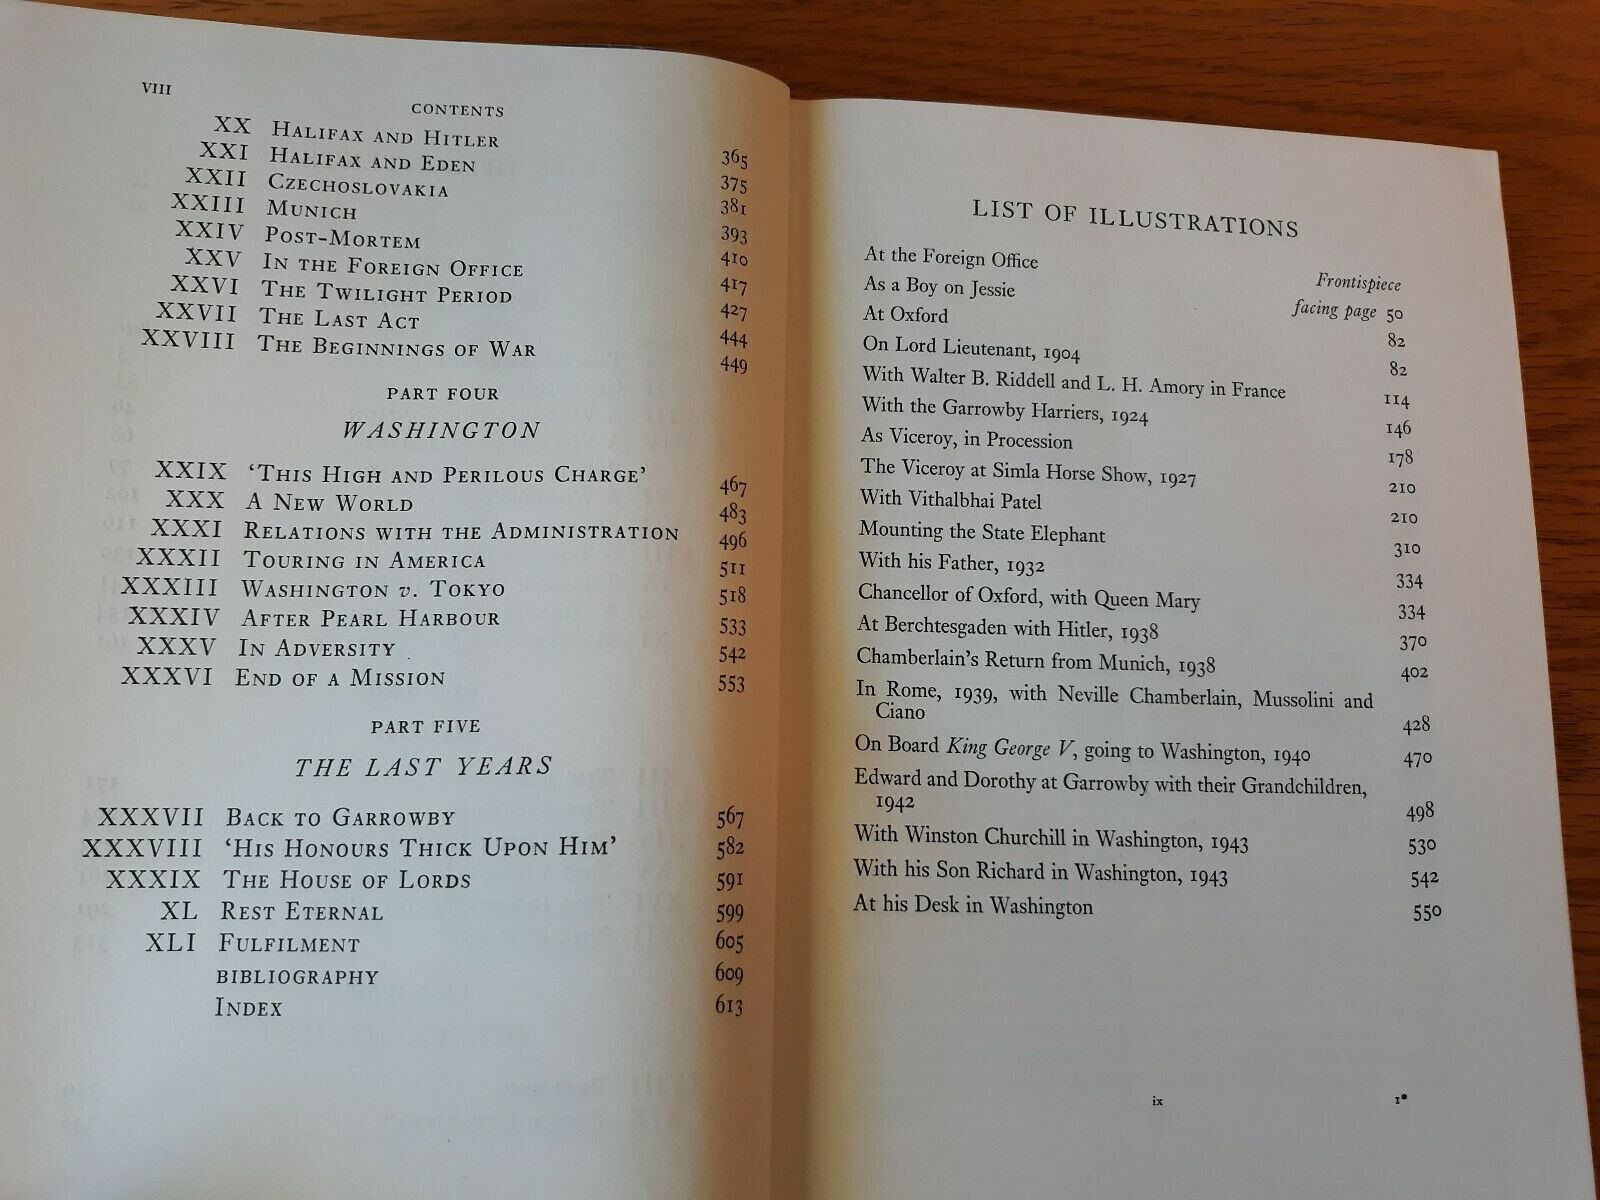 VIII
CONTENTS
XX HALIFAX AND HITLER 365
XXI HALIFAX AND EDEN 375
XXII CZECHOSLOVAKIA 381
XXIII MUNICH 393
XXIV POST-MORTEM 410
XXV IN THE FOREIGN OFFICE 417
XXVI THE TWILIGHT PERIOD 427
XXVII THE LAST ACT 444
XXVIII THE BEGINNINGS OF WAR 449
PART FOUR
WASHINGTON
XXIX ‘THIS HIGH AND PERILOUS CHARGE’ 467
XXX A NEW WORLD 483
XXXI RELATIONS WITH THE ADMINISTRATION 496
XXXII TOURING IN AMERICA 511
XXXIII WASHINGTON v. TOKYO 518
XXXIV AFTER PEARL HARBOUR 533
XXXV IN ADVERSITY 542
XXXVI END OF A MISSION 553
PART FIVE
THE LAST YEARS
XXXVII BACK TO GARROWBY 567
XXXVIII ‘HIS HONOURS THICK UPON HIM’ 582
XXXIX THE HOUSE OF LORDS 591
XL REST ETERNAL 599
XLI FULFILMENT 605
BIBLIOGRAPHY 609
INDEX 613
LIST OF ILLUSTRATIONS
At the Foreign Office Frontispiece
As a Boy on Jessie facing page 50
At Oxford 82
On Lord Lieutenant, 1904 82
With Walter B. Riddell and L. H. Amory in France 114
With the Garrowby Harriers, 1924 146
As Viceroy, in Procession 178
The Viceroy at Simla Horse Show, 1927 210
With Vithalbhai Patel 210
Mounting the State Elephant 310
With his Father, 1932 334
Chancellor of Oxford, with Queen Mary 334
At Berchtesgaden with Hitler, 1938 370
Chamberlain’s Return from Munich, 1938 402
In Rome, 1939, with Neville Chamberlain, Mussolini and
Ciano 428
On Board King George V, going to Washington, 1940 470
Edward and Dorothy at Garrowby with their Grandchildren,
1942 498
With Winston Churchill in Washington, 1943 530
With his Son Richard in Washington, 1943 542
At his Desk in Washington 550
ix 1*